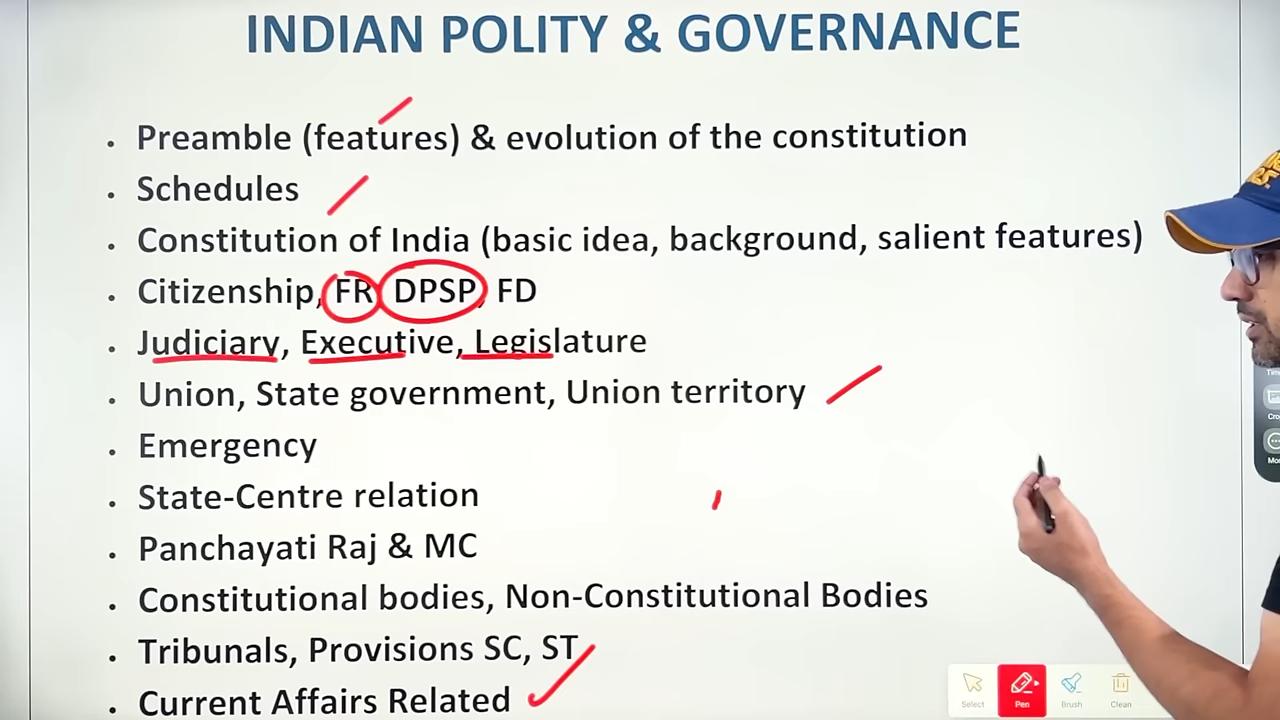 INDIAN POLITY & GOVERNANCE
• Preamble (features) & evolution of the constitution
• Schedules
• Constitution of India (basic idea, background, salient features)
• Citizenship, FR, DPSP, FD
• Judiciary, Executive, Legislature
• Union, State government, Union territory
• Emergency
• State-Centre relation
• Panchayati Raj & MC
• Constitutional bodies, Non-Constitutional Bodies
• Tribunals, Provisions SC, ST
• Current Affairs Related
Select Pen Brush Clean